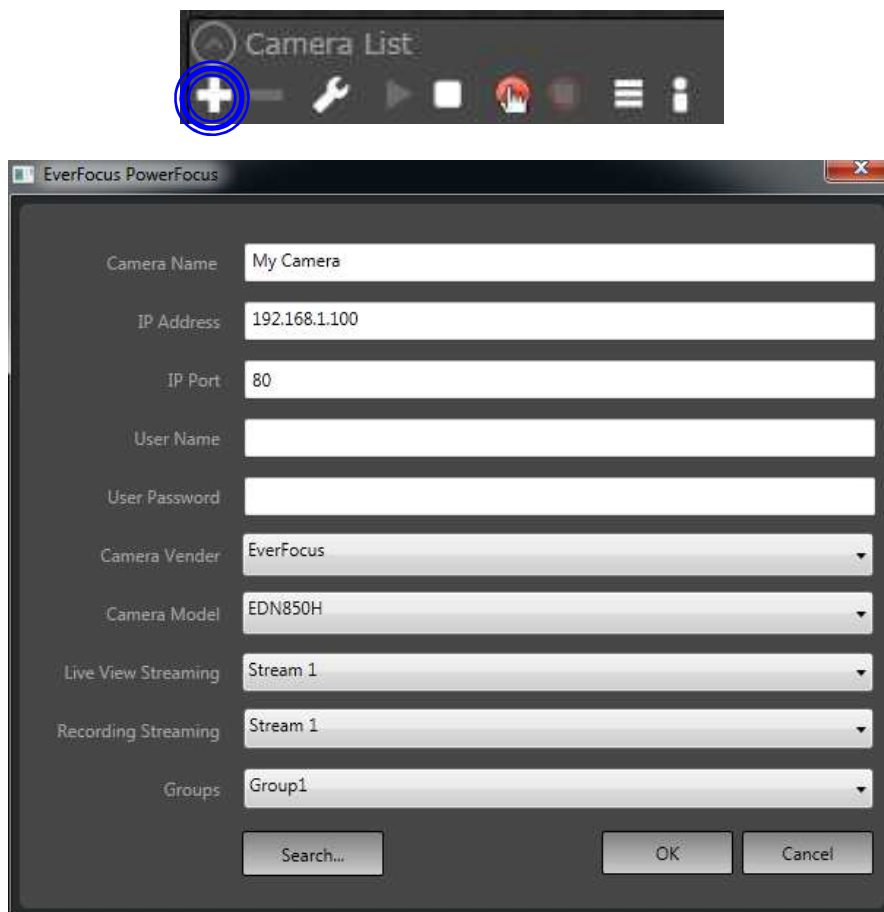 Camera List
EverFocus PowerFocus
Camera Name My Camera
IP Address 192.168.1.100
IP Port 80
User Name
User Password
Camera Vender EverFocus
Camera Model EDN850H
Live View Streaming Stream 1
Recording Streaming Stream 1
Groups Group1
Search... OK Cancel